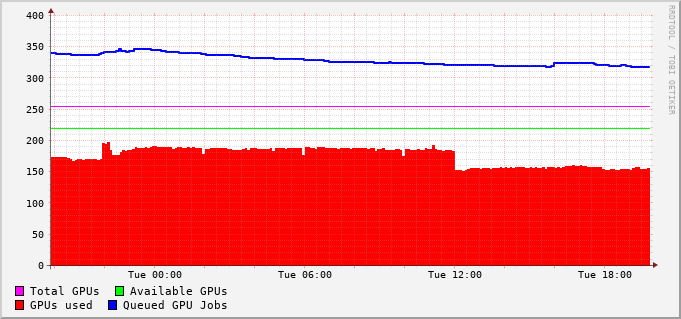 400
350
300
250
200
150
100
50
0
Tue 00:00 Tue 06:00 Tue 12:00 Tue 18:00
Total GPUs Available GPUs
GPUs used Queued GPU Jobs
RRDTOOL / TOBI OETIKER